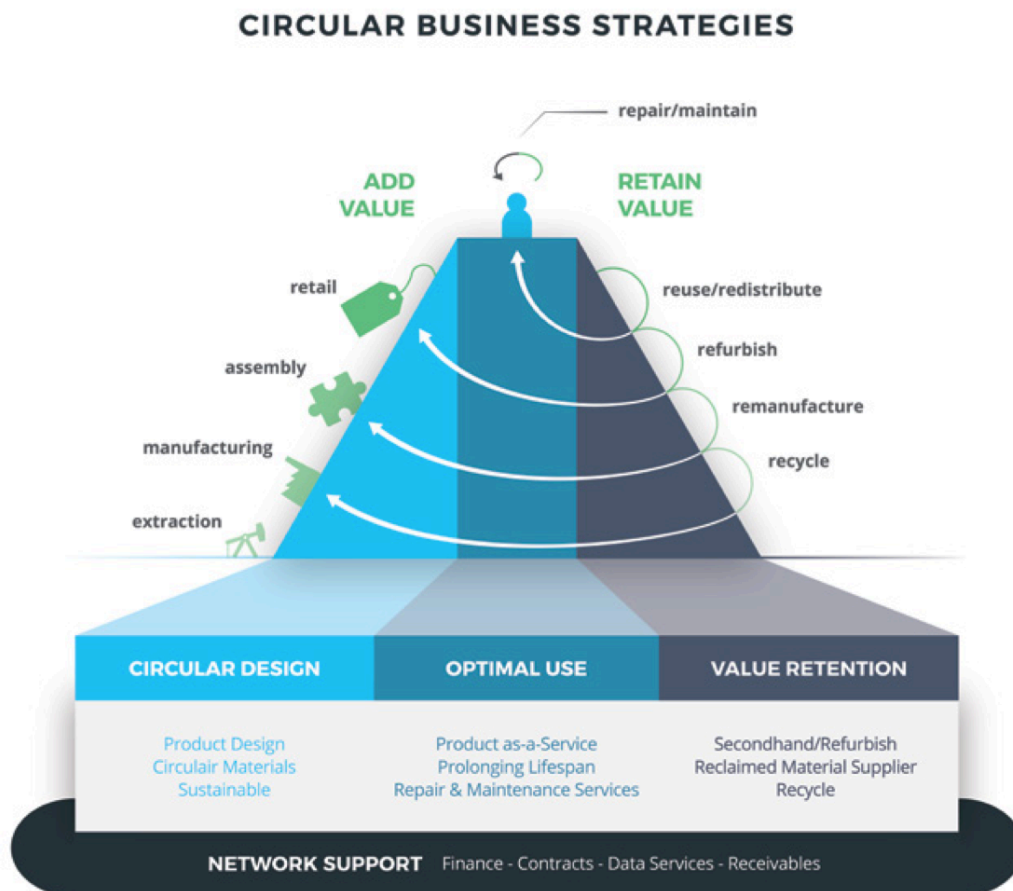 CIRCULAR BUSINESS STRATEGIES
repair/maintain
ADD
VALUE
RETAIN
VALUE
retail
reuse/redistribute
assembly
refurbish
manufacturing
remanufacture
extraction
recycle
CIRCULAR DESIGN
OPTIMAL USE
VALUE RETENTION
Product Design
Circulair Materials
Sustainable
Product as-a-Service
Prolonging Lifespan
Repair & Maintenance Services
Secondhand/Refurbish
Reclaimed Material Supplier
Recycle
NETWORK SUPPORT Finance - Contracts - Data Services - Receivables